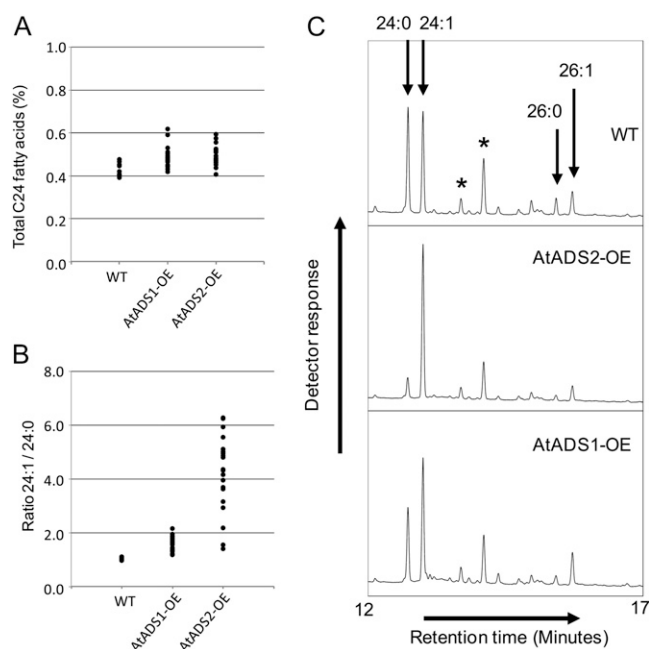 A
Total C24 fatty acids (%)
1.0
0.8
0.6
0.4
0.2
0.0
WT
AtADS1-OE
AtADS2-OE
B
Ratio 24:1 / 24:0
8.0
6.0
4.0
2.0
0.0
WT
AtADS1-OE
AtADS2-OE
C
24:0 24:1
26:1
26:0
* *
WT
AtADS2-OE
AtADS1-OE
Detector response
12 17
Retention time (Minutes)